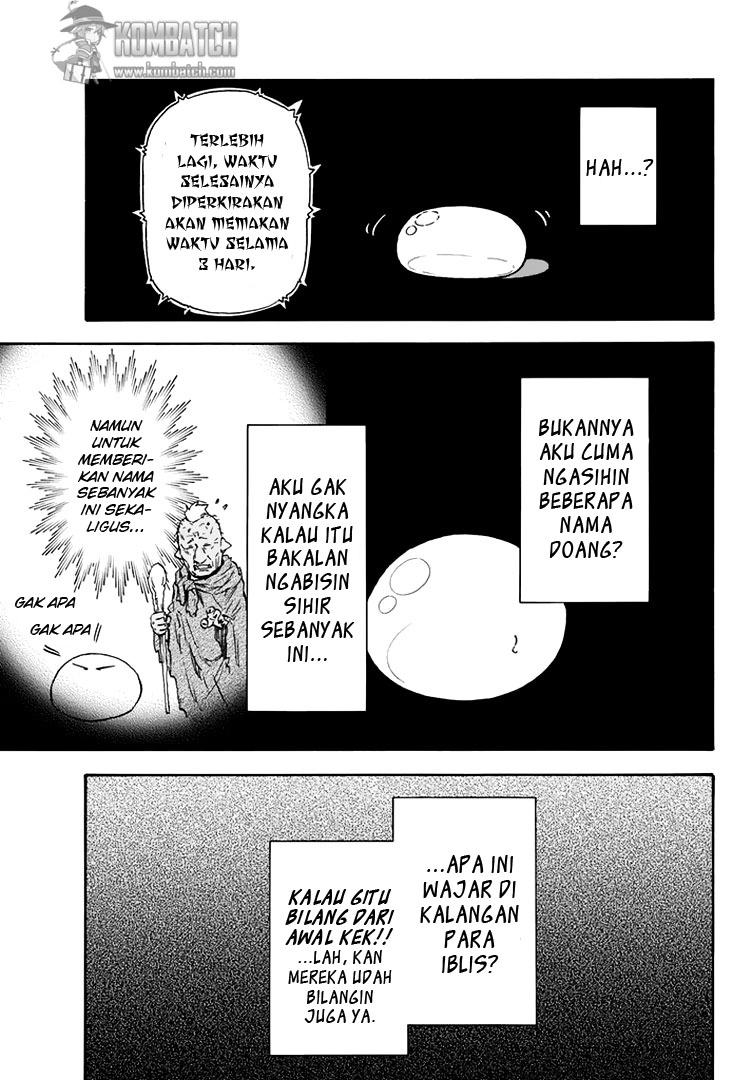 KOMBATCH
www.kombatch.com
HAH...?
TERLEBIH
LAGI, WAKTU
SELESAINYA
DIPERKIRAKAN
AKAN MEMAKAN
WAKTU SELAMA
3 HARI.
BUKANNYA
AKU CUMA
NGASIHIN
BEBERAPA
NAMA
DOANG?
AKU GAK
NYANGKA
KALAU ITU
BAKALAN
NGABISIN
SIHIR
SEBANYAK
INI...
NAMUN
UNTUK
MEMBERI-
KAN NAMA
SEBANYAK
INI SEKA-
LIGUS...
GAK APA
GAK APA
...APA INI
WAJAR DI
KALANGAN
PARA
IBLIS?
KALAU GITU
BILANG DARI
AWAL KEK!!
...LAH, KAN
MEREKA UDAH
BILANGIN
JUGA YA.